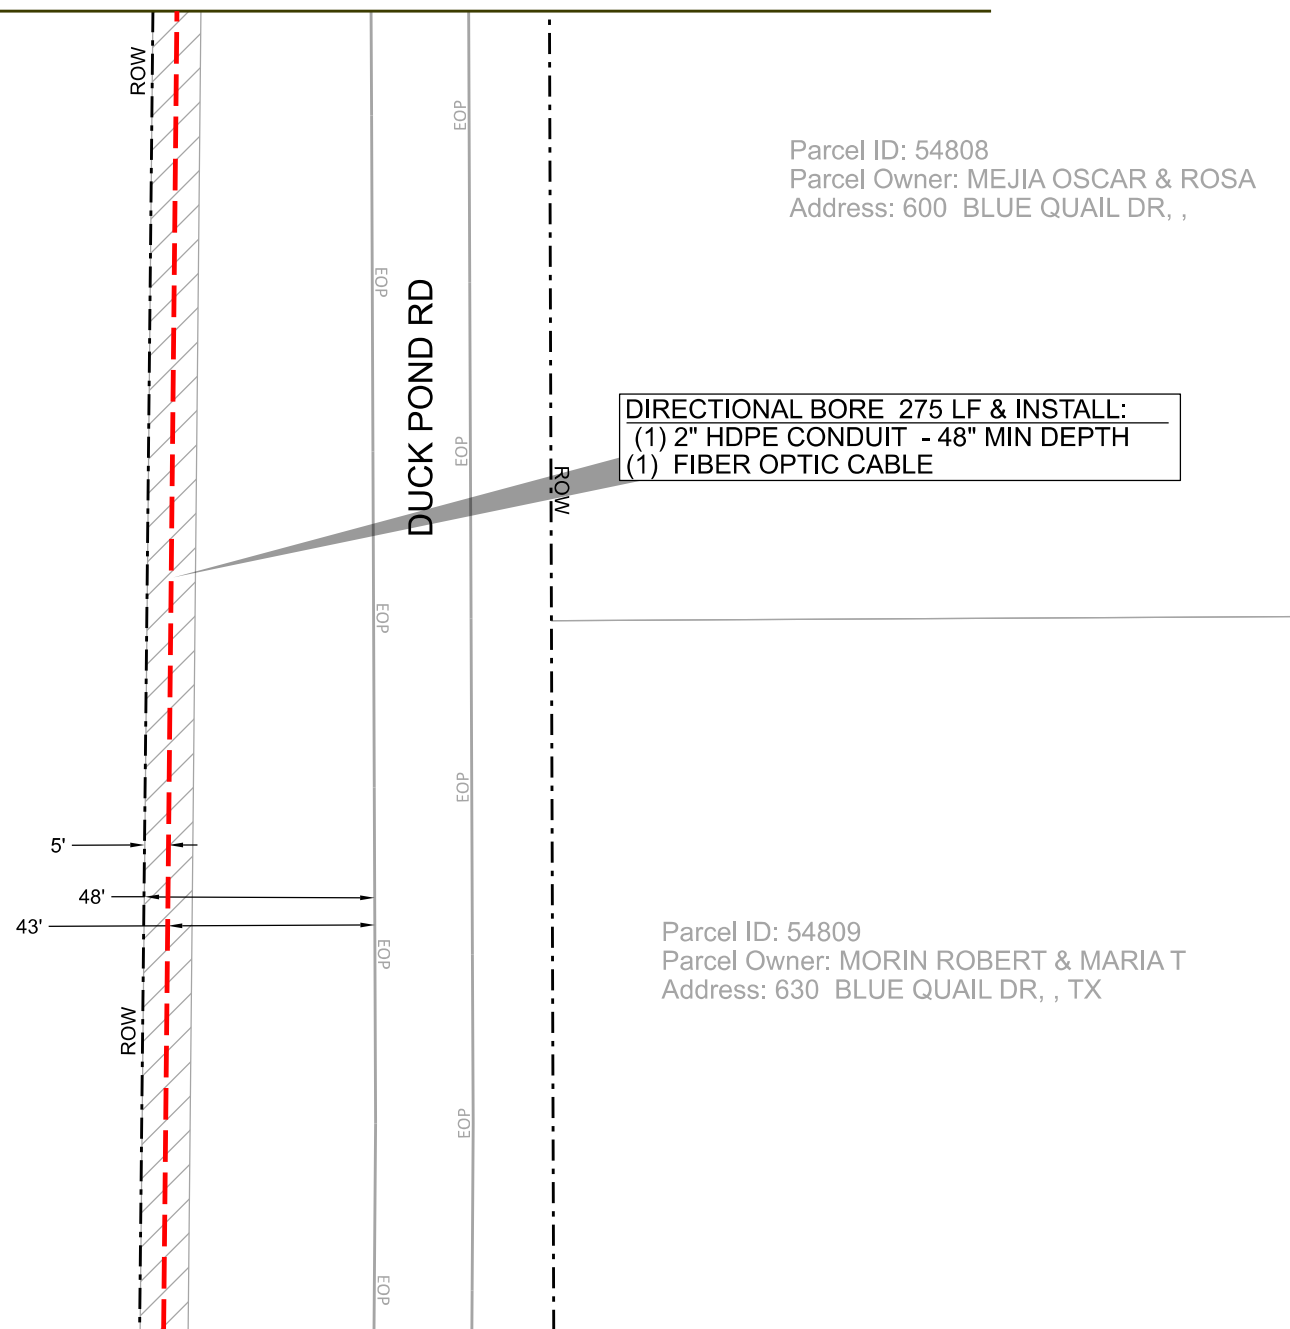 ROW
EOP
Parcel ID: 54808
Parcel Owner: MEJIA OSCAR & ROSA
Address: 600 BLUE QUAIL DR, ,
EOP
DUCK POND RD
DIRECTIONAL BORE 275 LF & INSTALL:
(1) 2" HDPE CONDUIT - 48" MIN DEPTH
(1) FIBER OPTIC CABLE
EOP
ROW
EOP
EOP
5'
48'
43'
EOP
Parcel ID: 54809
Parcel Owner: MORIN ROBERT & MARIA T
Address: 630 BLUE QUAIL DR, , TX
ROW
EOP
EOP